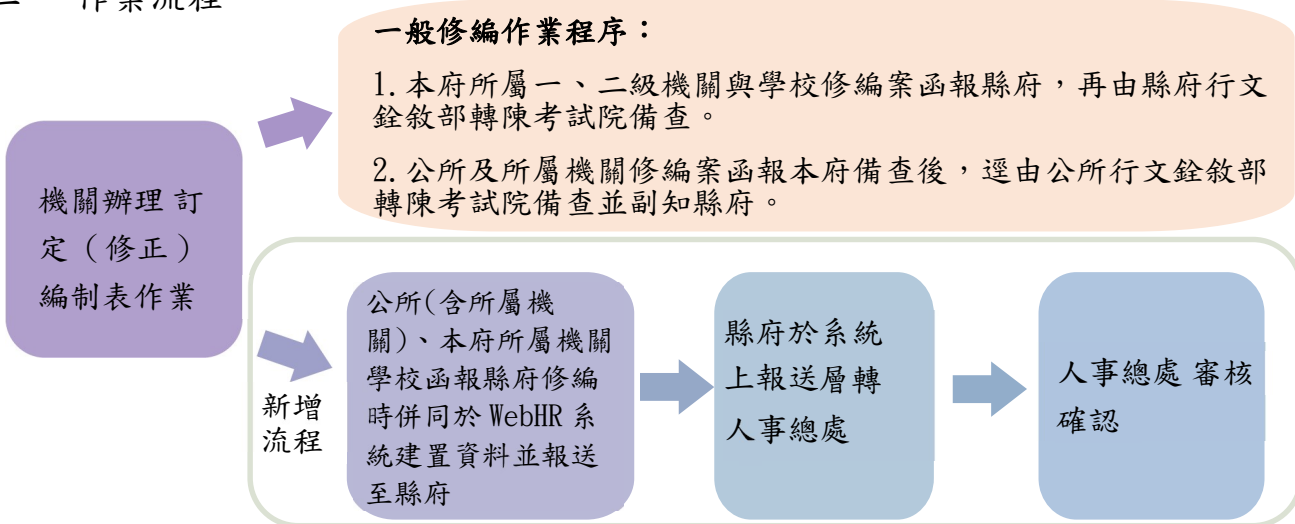 作業流程
一般修編作業程序：
1.本府所屬一、二級機關與學校修編案函報縣府，再由縣府行文
銓敘部轉陳考試院備查。
2.公所及所屬機關修編案函報本府備查後，逕由公所行文銓敘部
轉陳考試院備查並副知縣府。
機關辦理 訂
定（修正）
編制表作業
新增
流程
公所(含所屬機
關)、本府所屬機關
學校函報縣府修編
時併同於 WebHR 系
統建置資料並報送
至縣府
縣府於系統
上報送層轉
人事總處
人事總處 審核
確認